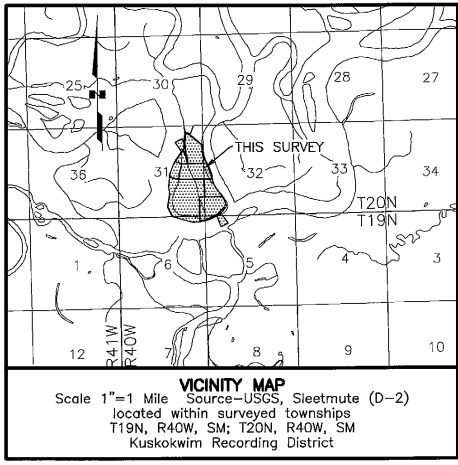 25 30 29 28 27
THIS SURVEY
36 31 32 33 34
T20N
T19N
1 6 5 4 3
R41W
R40W
12 7 8 9 10
VICINITY MAP
Scale 1"=1 Mile Source-USGS, Sleetmute (D-2)
located within surveyed townships
T19N, R40W, SM; T20N, R40W, SM
Kuskokwim Recording District